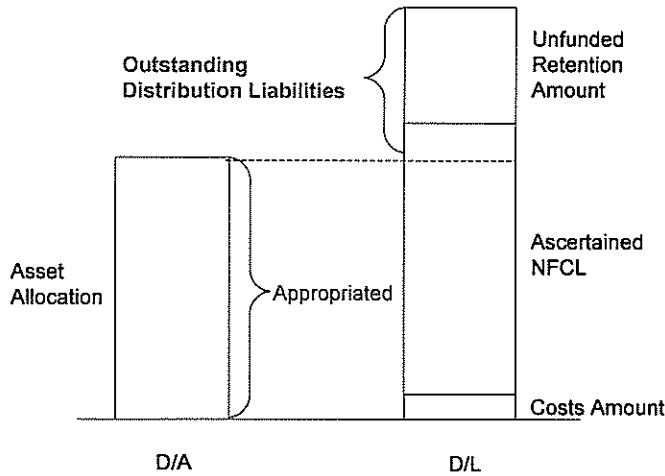 Outstanding
Distribution Liabilities
Unfunded
Retention
Amount
Asset
Allocation
Appropriated
Ascertained
NFCL
Costs Amount
D/A
D/L